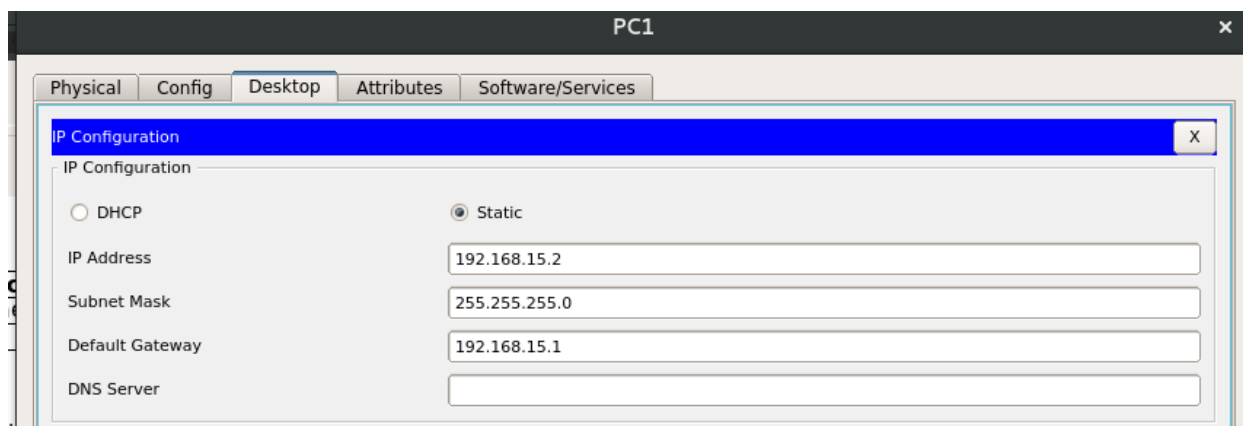 PC1
Physical Config Desktop Attributes Software/Services
IP Configuration X
IP Configuration
DHCP Static
IP Address 192.168.15.2
Subnet Mask 255.255.255.0
Default Gateway 192.168.15.1
DNS Server